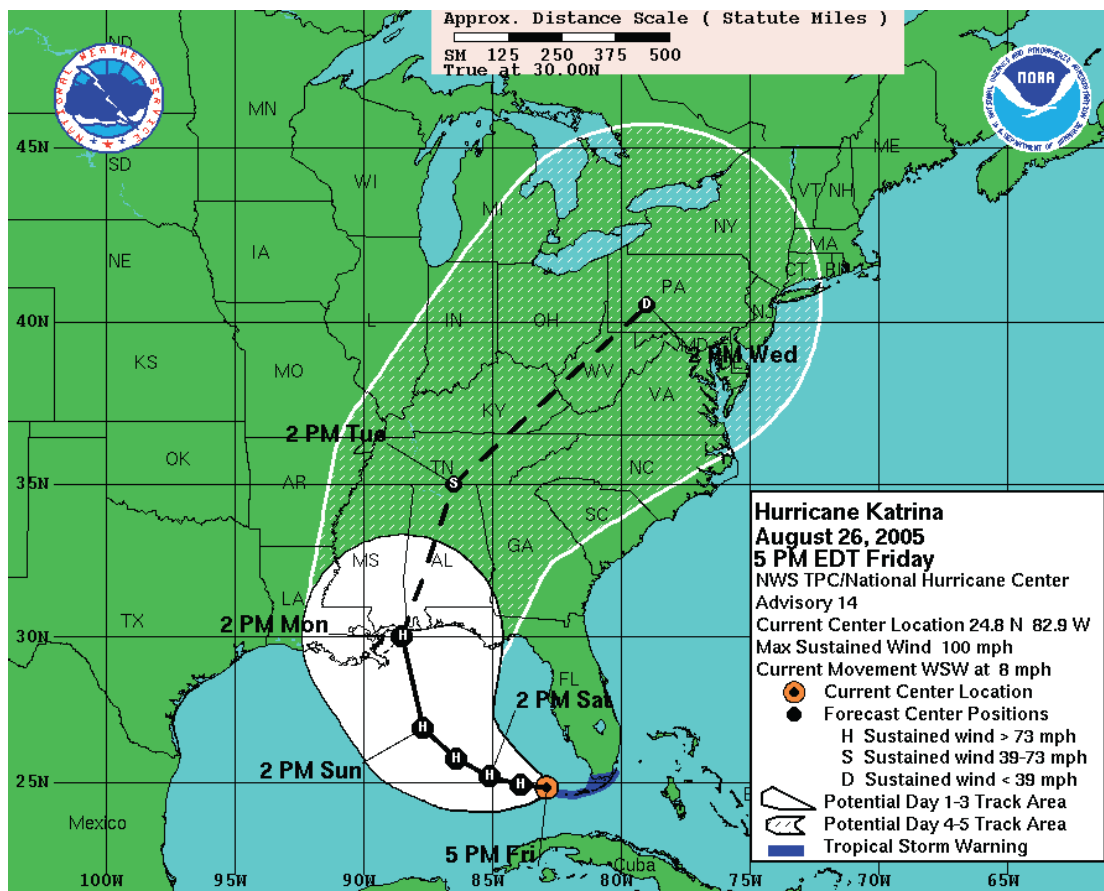 Approx. Distance Scale ( Statute Miles )
SM 125 250 375 500
True at 30.00N
NATIONAL WEATHER SERVICE
NOAA
ND
MN
ME
45N
SD
WI
VT NH
MI
NY
MA
NE
IA
CT RI
PA
IL
IN
OH
NJ
40N
MD
2 PM Wed
KS
MO
WV
VA
KY
2 PM Tue
OK
TN
NC
35N
AR
S
D
SC
MS
AL
GA
LA
TX
2 PM Mon
30N
H
FL
2 PM Sat
H
H
H
H
2 PM Sun
25N
Mexico
5 PM Fri
Cuba
100W 95W 90W 85W 80W 75W 70W 65W
Hurricane Katrina
August 26, 2005
5 PM EDT Friday
NWS TPC/National Hurricane Center
Advisory 14
Current Center Location 24.8 N 82.9 W
Max Sustained Wind 100 mph
Current Movement WSW at 8 mph
Current Center Location
Forecast Center Positions
H Sustained wind > 73 mph
S Sustained wind 39-73 mph
D Sustained wind < 39 mph
Potential Day 1-3 Track Area
Potential Day 4-5 Track Area
Tropical Storm Warning